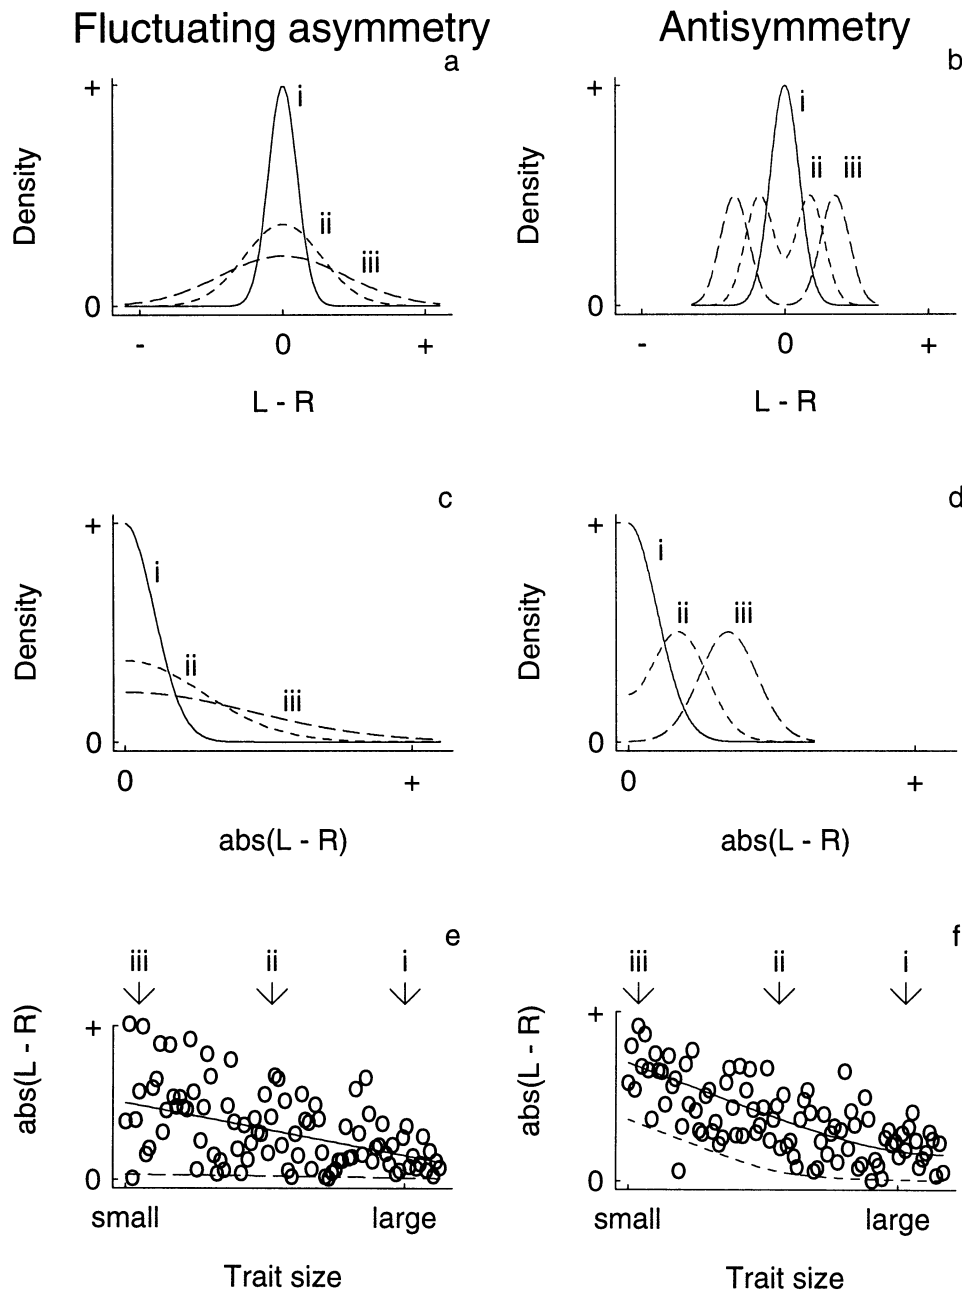 Fluctuating asymmetry
Antisymmetry
a
+
i
ii
iii
Density
0
-
0
+
L - R
b
+
i
ii
iii
Density
0
-
0
+
L - R
c
+
i
ii
iii
Density
0
0
+
abs(L - R)
d
+
i
ii
iii
Density
0
0
+
abs(L - R)
e
iii
ii
i
+
abs(L - R)
0
small
large
Trait size
f
iii
ii
i
+
abs(L - R)
0
small
large
Trait size